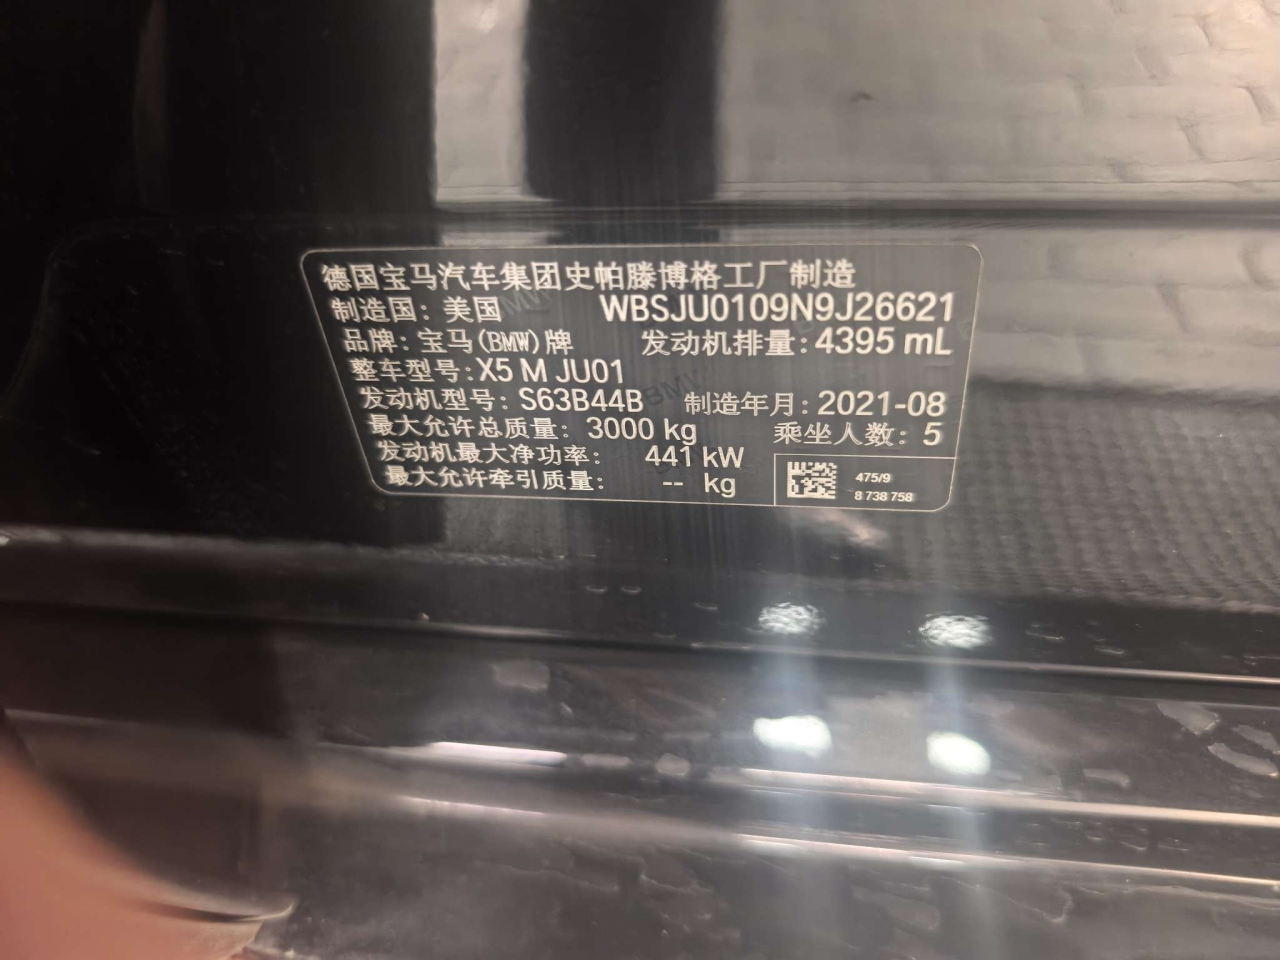 德国宝马汽车集团史帕滕博格工厂制造
制造国：美国 WBSJU0109N9J26621
品牌：宝马(BMW)牌 发动机排量：4395 mL
整车型号：X5 M JU01
发动机型号：S63B44B 制造年月：2021-08
最大允许总质量：3000 kg 乘坐人数：5
发动机最大净功率：441 kW
最大允许牵引质量：-- kg
475/9
8 738 758